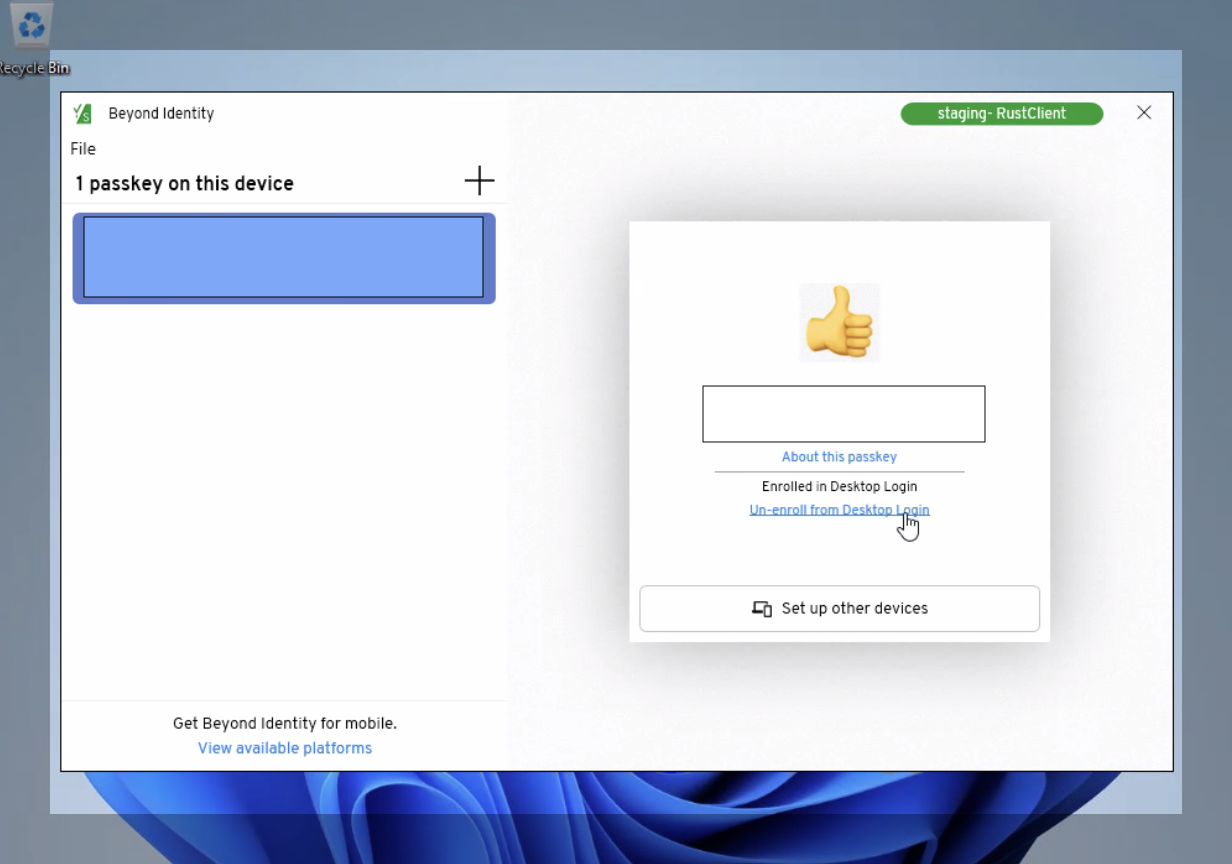 Recycle Bin
Beyond Identity
staging- RustClient
File
1 passkey on this device
About this passkey
Enrolled in Desktop Login
Un-enroll from Desktop Login
Set up other devices
Get Beyond Identity for mobile.
View available platforms